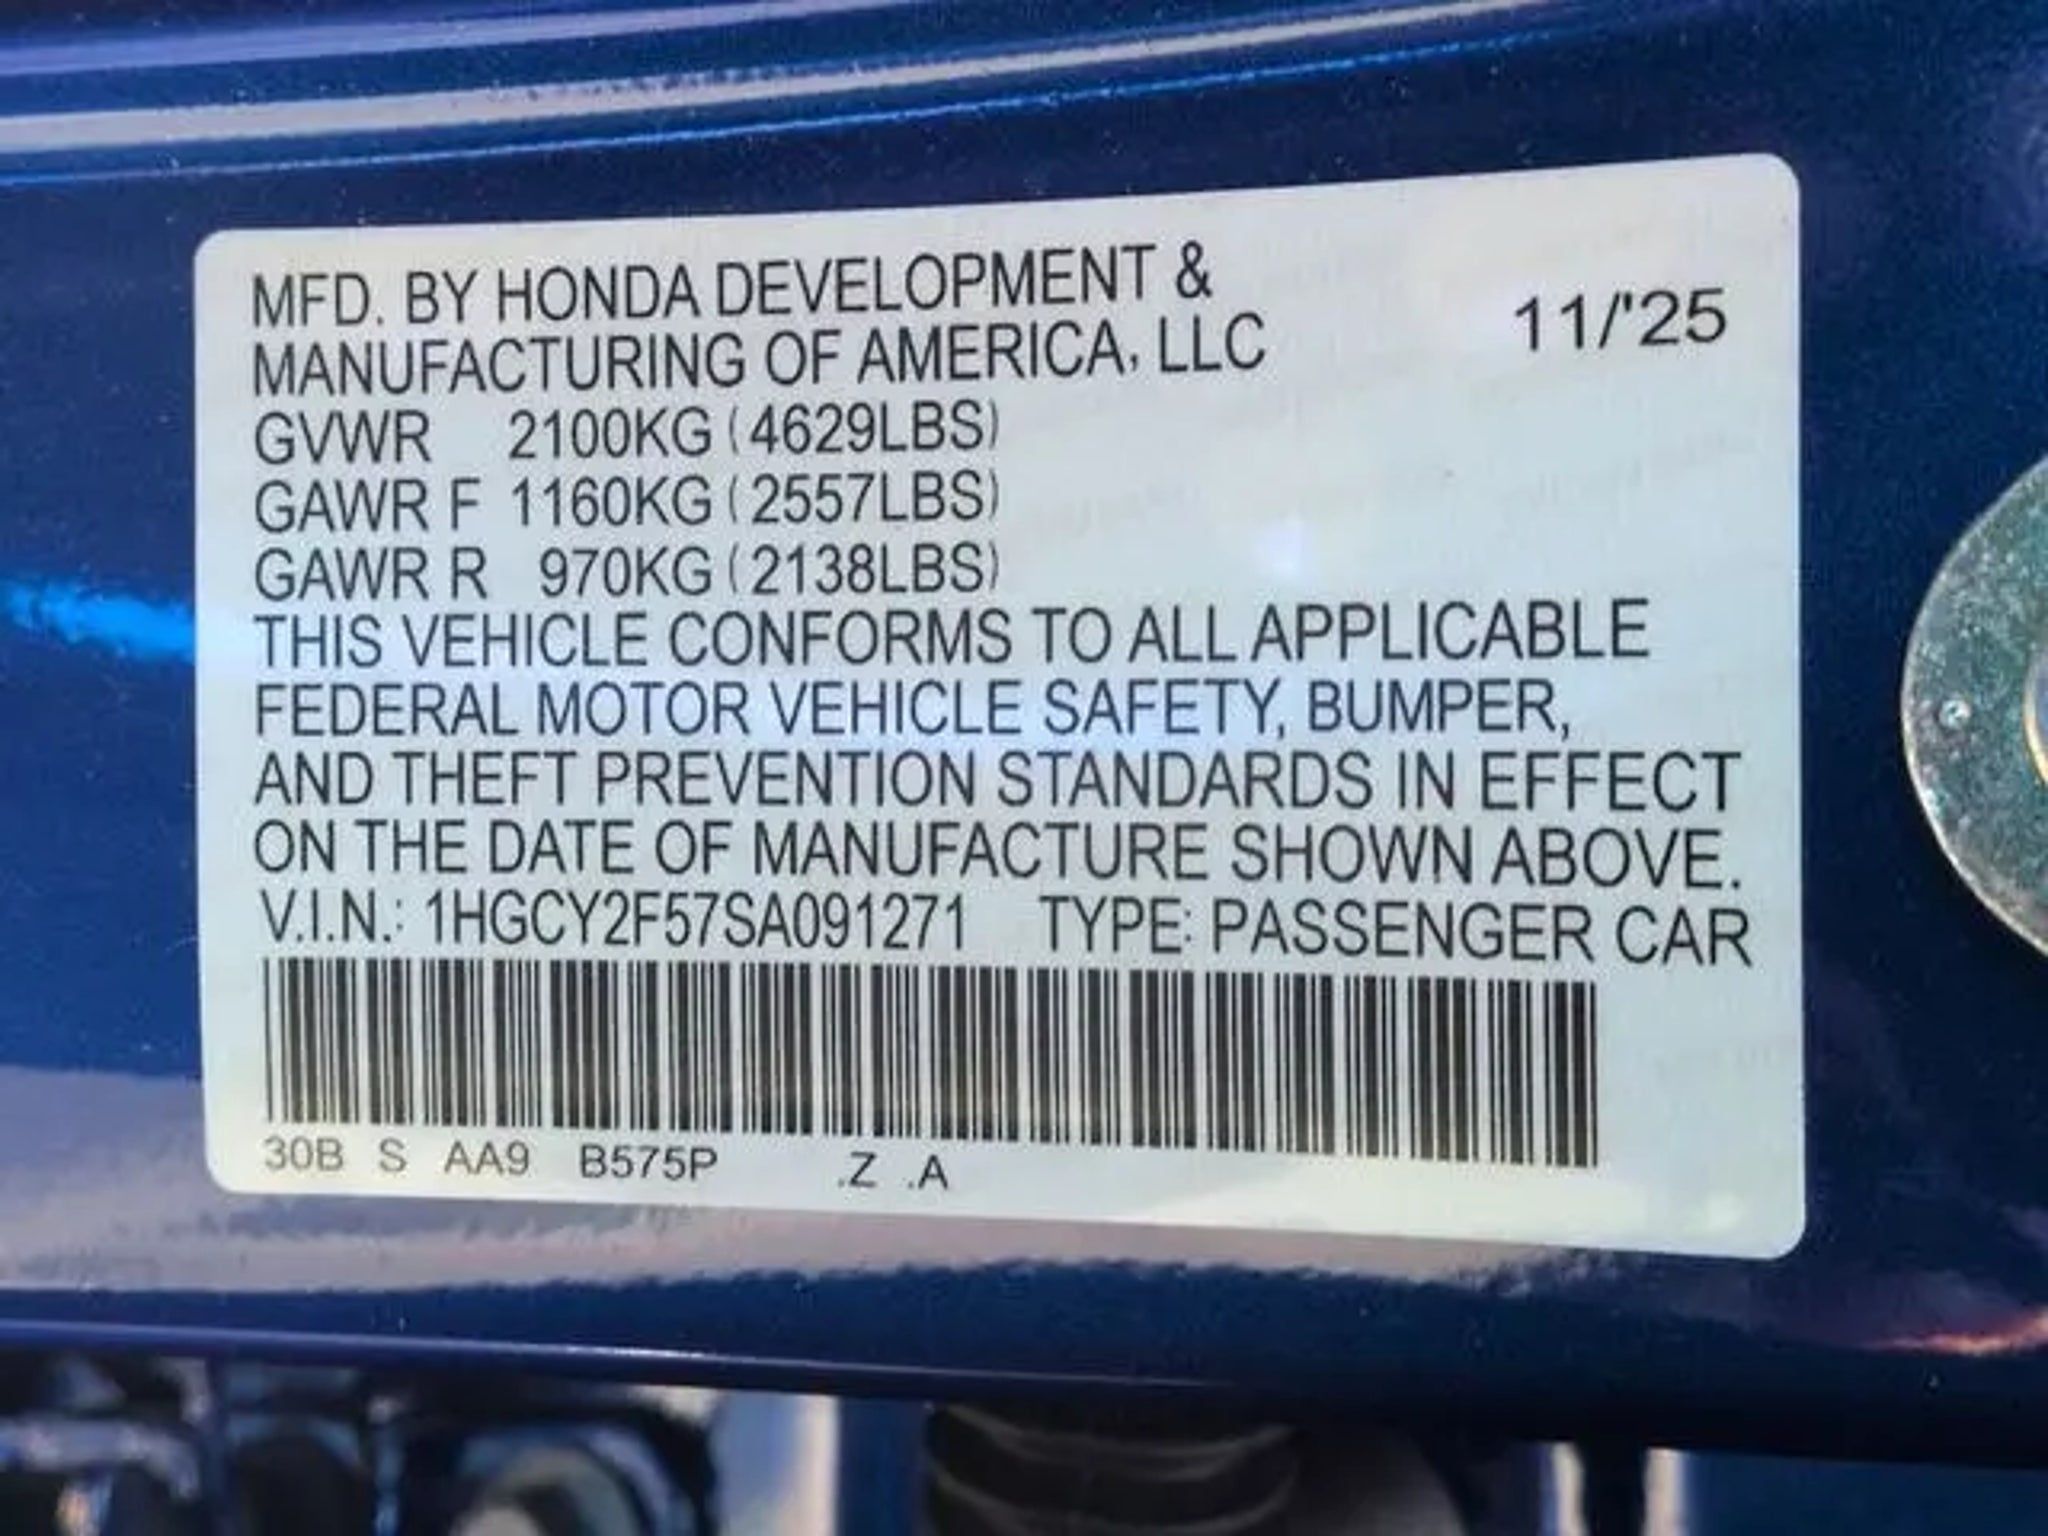 MFD. BY HONDA DEVELOPMENT &
MANUFACTURING OF AMERICA, LLC
11/'25
GVWR 2100KG (4629LBS)
GAWR F 1160KG (2557LBS)
GAWR R 970KG (2138LBS)
THIS VEHICLE CONFORMS TO ALL APPLICABLE
FEDERAL MOTOR VEHICLE SAFETY, BUMPER,
AND THEFT PREVENTION STANDARDS IN EFFECT
ON THE DATE OF MANUFACTURE SHOWN ABOVE.
V.I.N.: 1HGCY2F57SA091271 TYPE: PASSENGER CAR
30B S AA9 B575P .Z .A